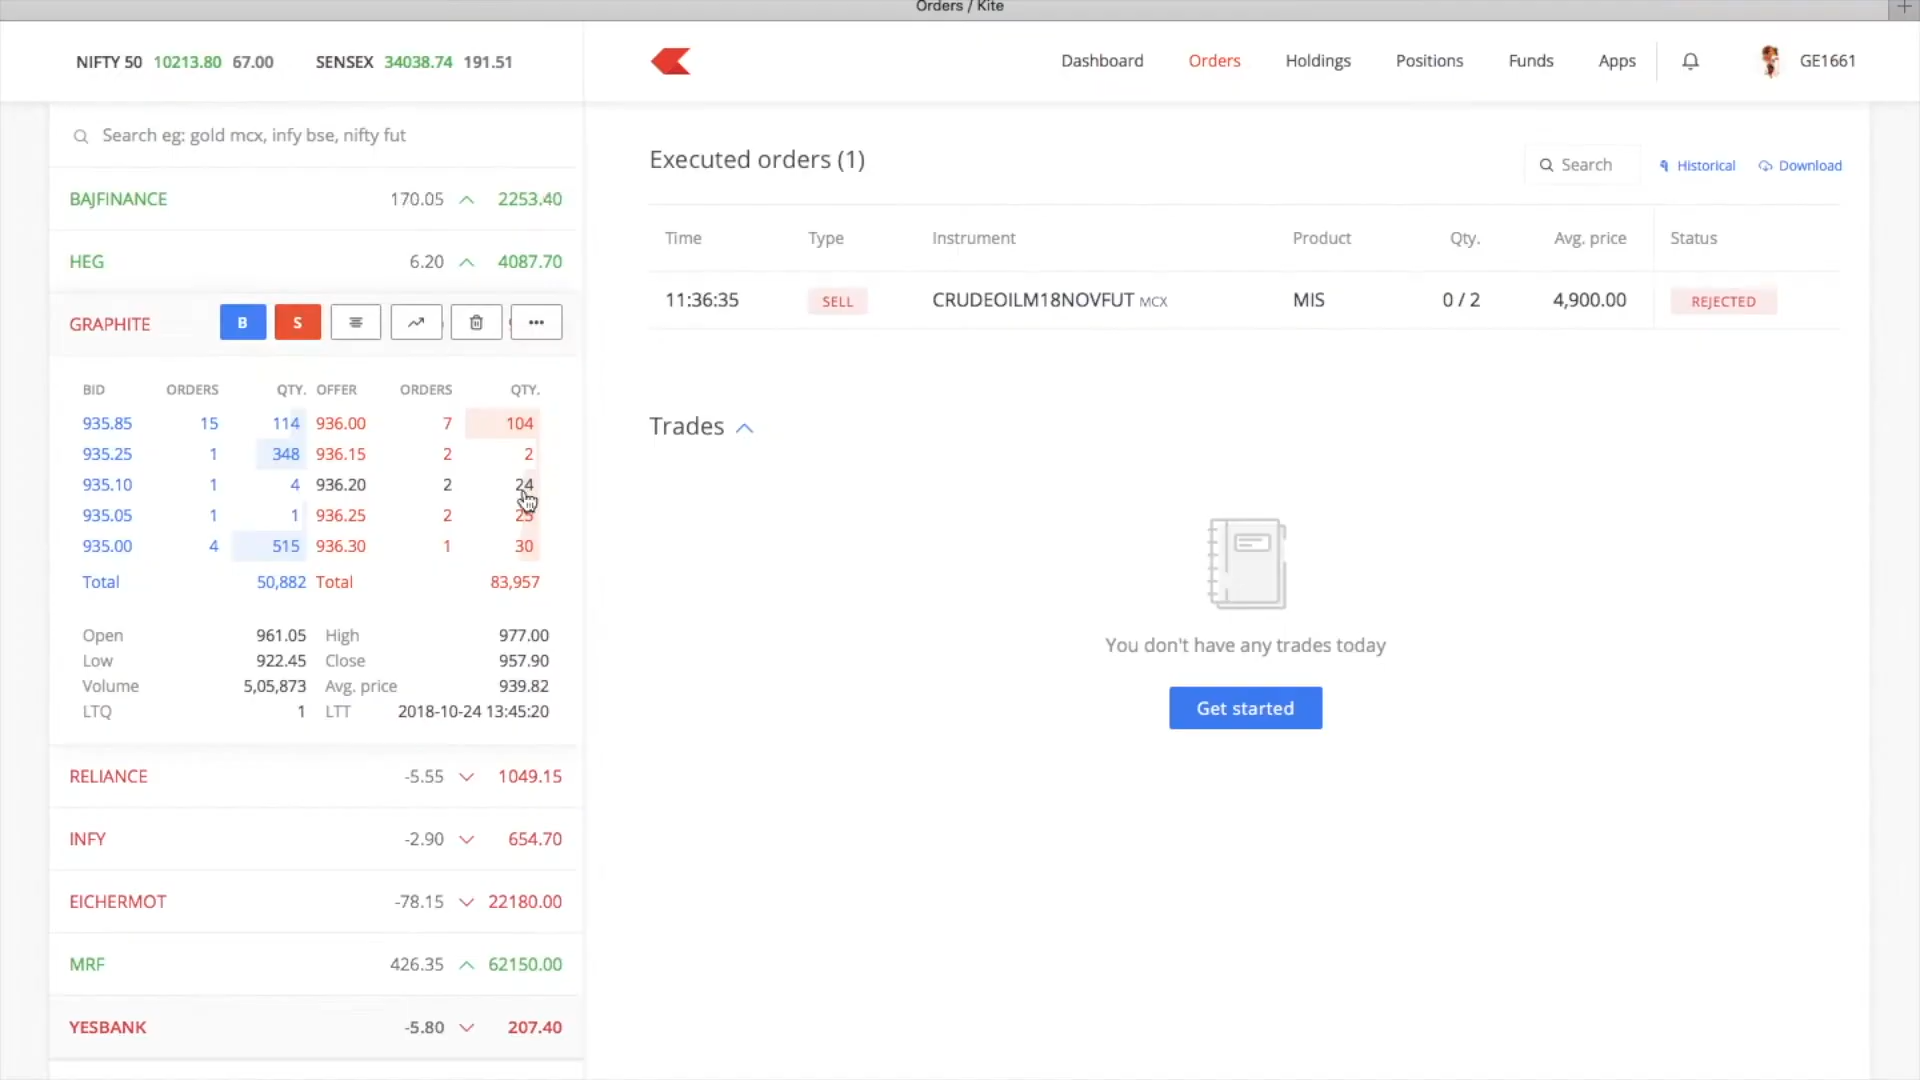 Orders / Kite
NIFTY 50 10213.80 67.00 SENSEX 34038.74 191.51
Dashboard Orders Holdings Positions Funds Apps GE1661
Search eg: gold mcx, infy bse, nifty fut
BAJFINANCE 170.05 2253.40
HEG 6.20 4087.70
GRAPHITE B S
BID ORDERS QTY. OFFER ORDERS QTY.
935.85 15 114 936.00 7 104
935.25 1 348 936.15 2 2
935.10 1 4 936.20 2 24
935.05 1 1 936.25 2 25
935.00 4 515 936.30 1 30
Total 50,882 Total 83,957
Open 961.05 High 977.00
Low 922.45 Close 957.90
Volume 5,05,873 Avg. price 939.82
LTQ 1 LTT 2018-10-24 13:45:20
RELIANCE -5.55 1049.15
INFY -2.90 654.70
EICHERMOT -78.15 22180.00
MRF 426.35 62150.00
YESBANK -5.80 207.40
Executed orders (1)
Search Historical Download
Time Type Instrument Product Qty. Avg. price Status
11:36:35 SELL CRUDEOILM18NOVFUT MCX MIS 0 / 2 4,900.00 REJECTED
Trades
You don't have any trades today
Get started